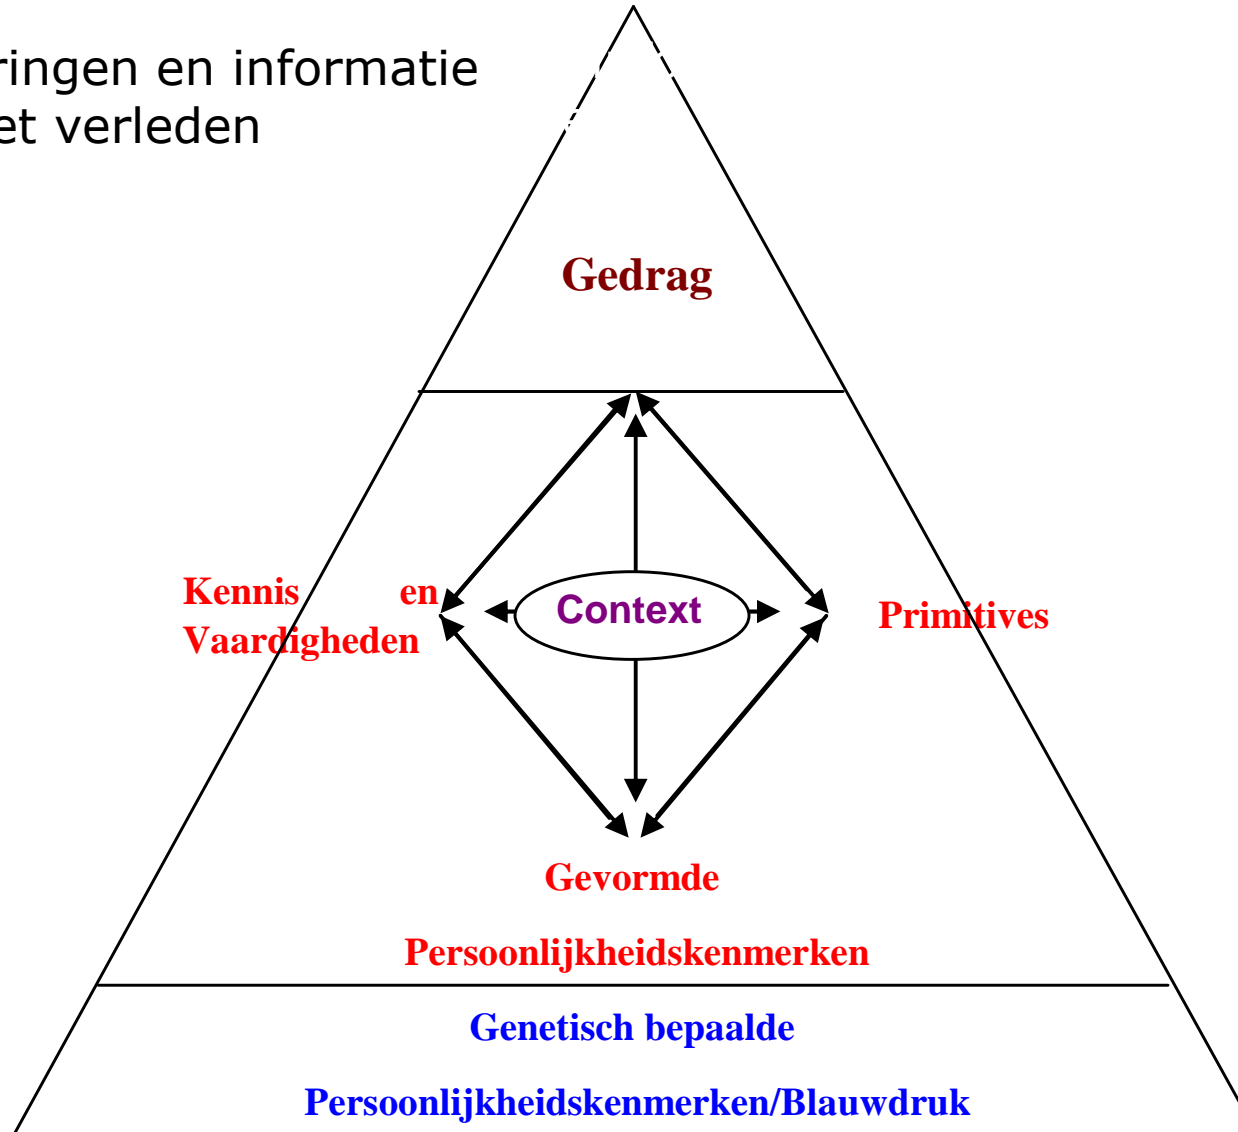 ringen en informatie
et verleden
Gedrag
Kennis en
Vaardigheden
Context
Primitives
Gevormde
Persoonlijkheidskenmerken
Genetisch bepaalde
Persoonlijkheidskenmerken/Blauwdruk